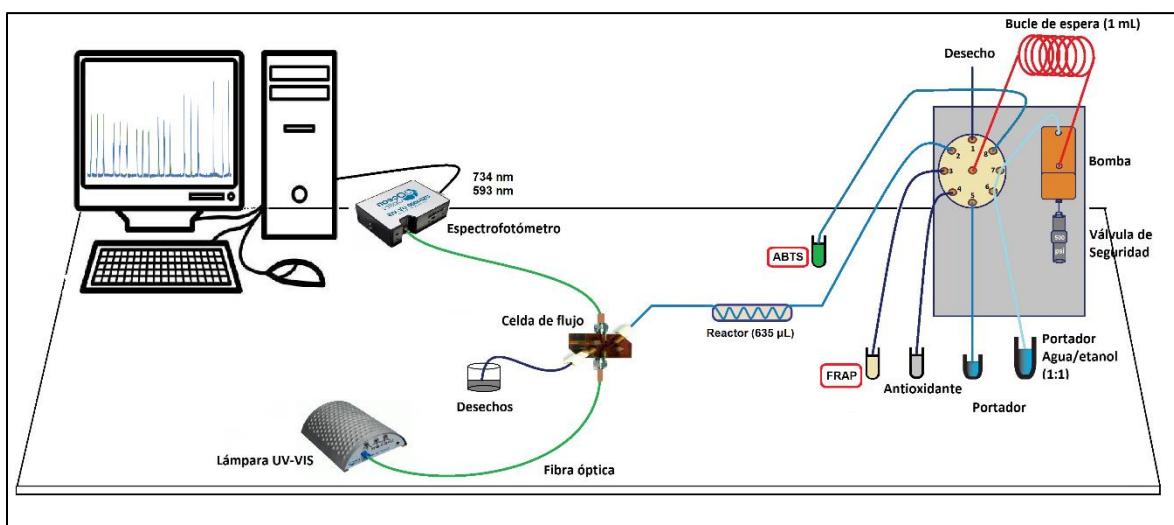 Bucle de espera (1 mL)
Desecho
1
2
8
3
7
4
6
5
Bomba
734 nm
593 nm
Espectrofotómetro
Válvula de
Seguridad
500
psi
ABTS
Celda de flujo
Reactor (635 µL)
FRAP
Antioxidante
Portador
Agua/etanol
(1:1)
Portador
Desechos
Lámpara UV-VIS
Fibra óptica